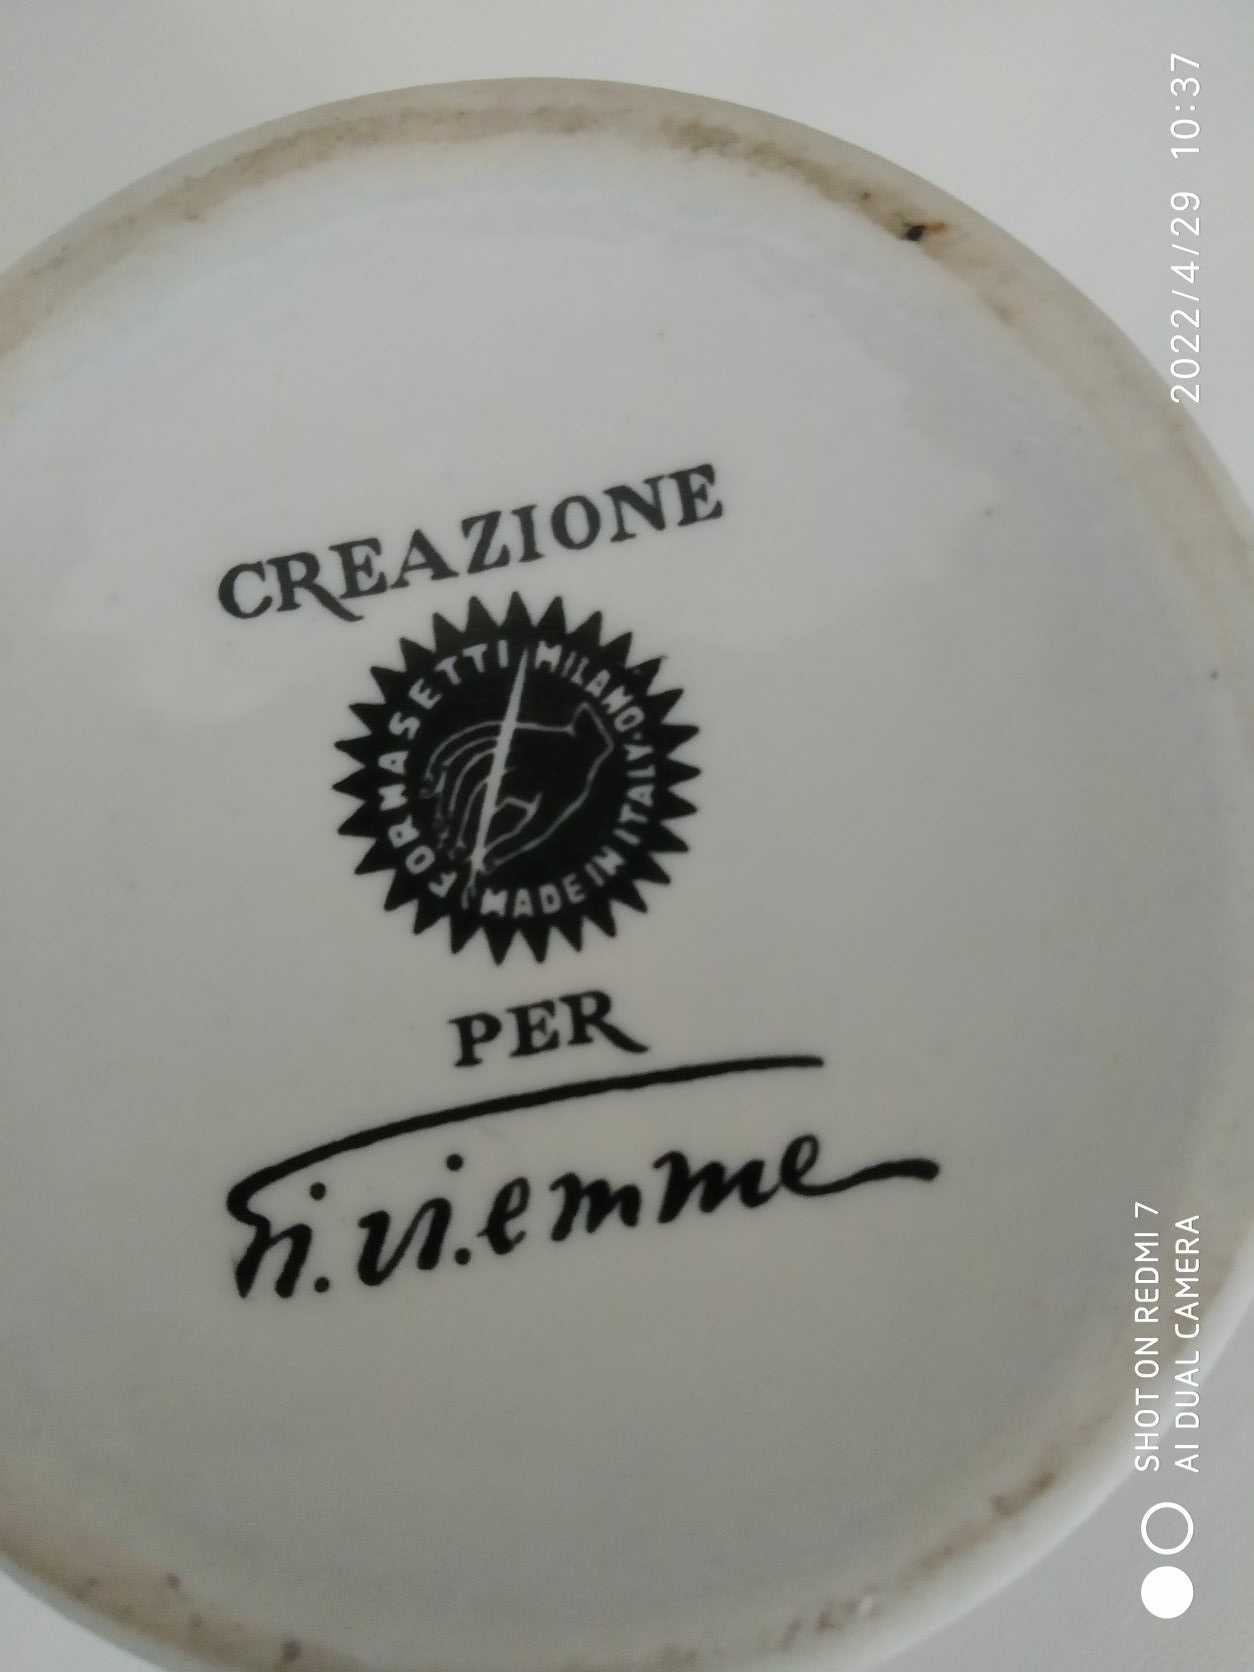 CREAZIONE
FORNASETTI MILANO·ITALY
MADE IN ITALY
PER
Gi.vi.emme
2022/4/29 10:37
SHOT ON REDMI 7
AI DUAL CAMERA